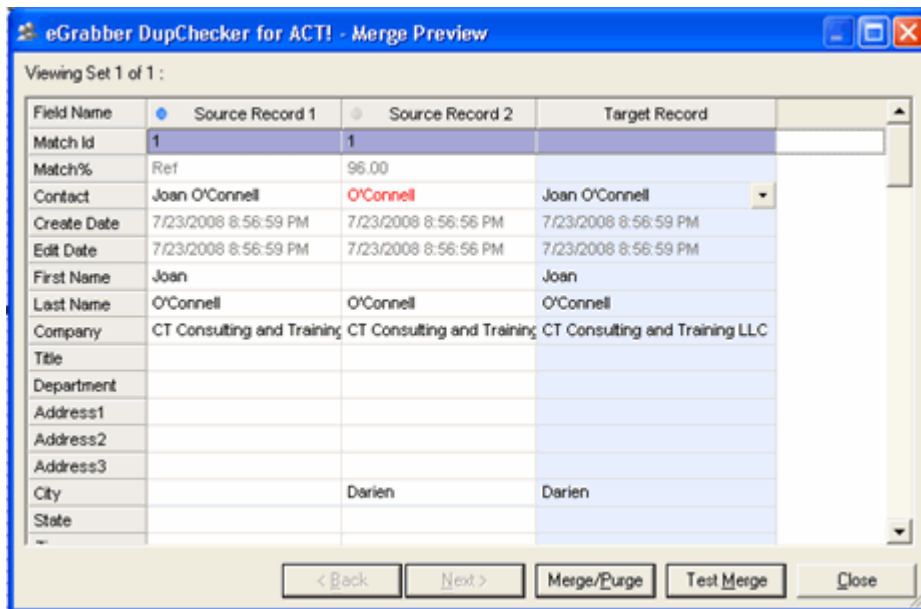 eGrabber DupChecker for ACT! - Merge Preview
Viewing Set 1 of 1 :
Field Name Source Record 1 Source Record 2 Target Record
Match Id 1 1
Match% Ref 96.00
Contact Joan O'Connell O'Connell Joan O'Connell
Create Date 7/23/2008 8:56:59 PM 7/23/2008 8:56:56 PM 7/23/2008 8:56:59 PM
Edit Date 7/23/2008 8:56:59 PM 7/23/2008 8:56:56 PM 7/23/2008 8:56:59 PM
First Name Joan Joan
Last Name O'Connell O'Connell O'Connell
Company CT Consulting and Training CT Consulting and Training CT Consulting and Training LLC
Title
Department
Address1
Address2
Address3
City Darien Darien
State
< Back Next > Merge/Purge Test Merge Close